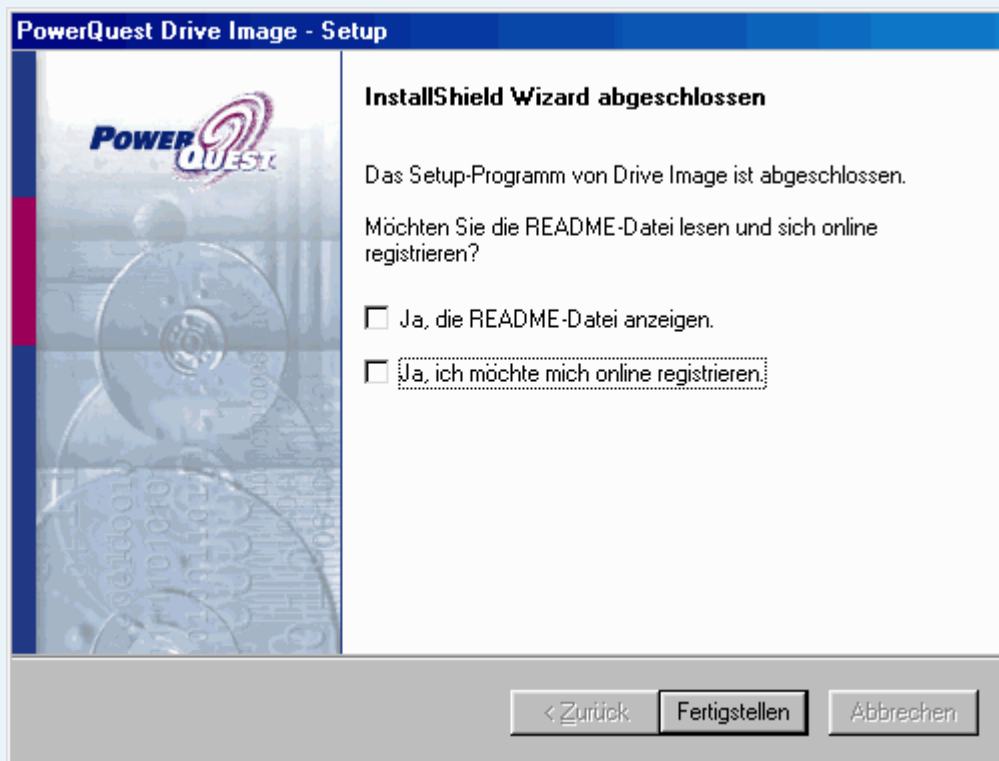 PowerQuest Drive Image - Setup
POWER
QUEST
InstallShield Wizard abgeschlossen
Das Setup-Programm von Drive Image ist abgeschlossen.
Möchten Sie die README-Datei lesen und sich online
registrieren?
Ja, die README-Datei anzeigen.
Ja, ich möchte mich online registrieren.
< Zurück Fertigstellen Abbrechen